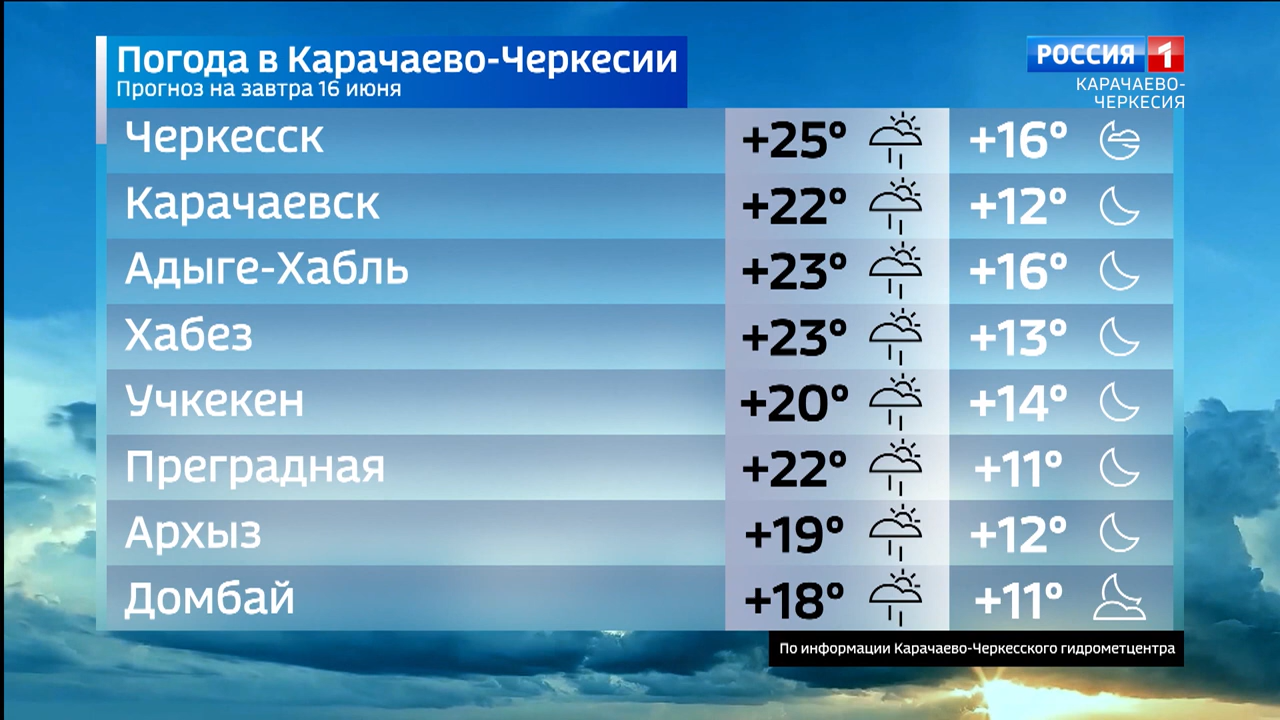 Погода в Карачаево-Черкесии
Прогноз на завтра 16 июня
РОССИЯ 1
КАРАЧАЕВО-
ЧЕРКЕСИЯ
Черкесск +25° +16°
Карачаевск +22° +12°
Адыге-Хабль +23° +16°
Хабез +23° +13°
Учкекен +20° +14°
Преградная +22° +11°
Архыз +19° +12°
Домбай +18° +11°
По информации Карачаево-Черкесского гидрометцентра